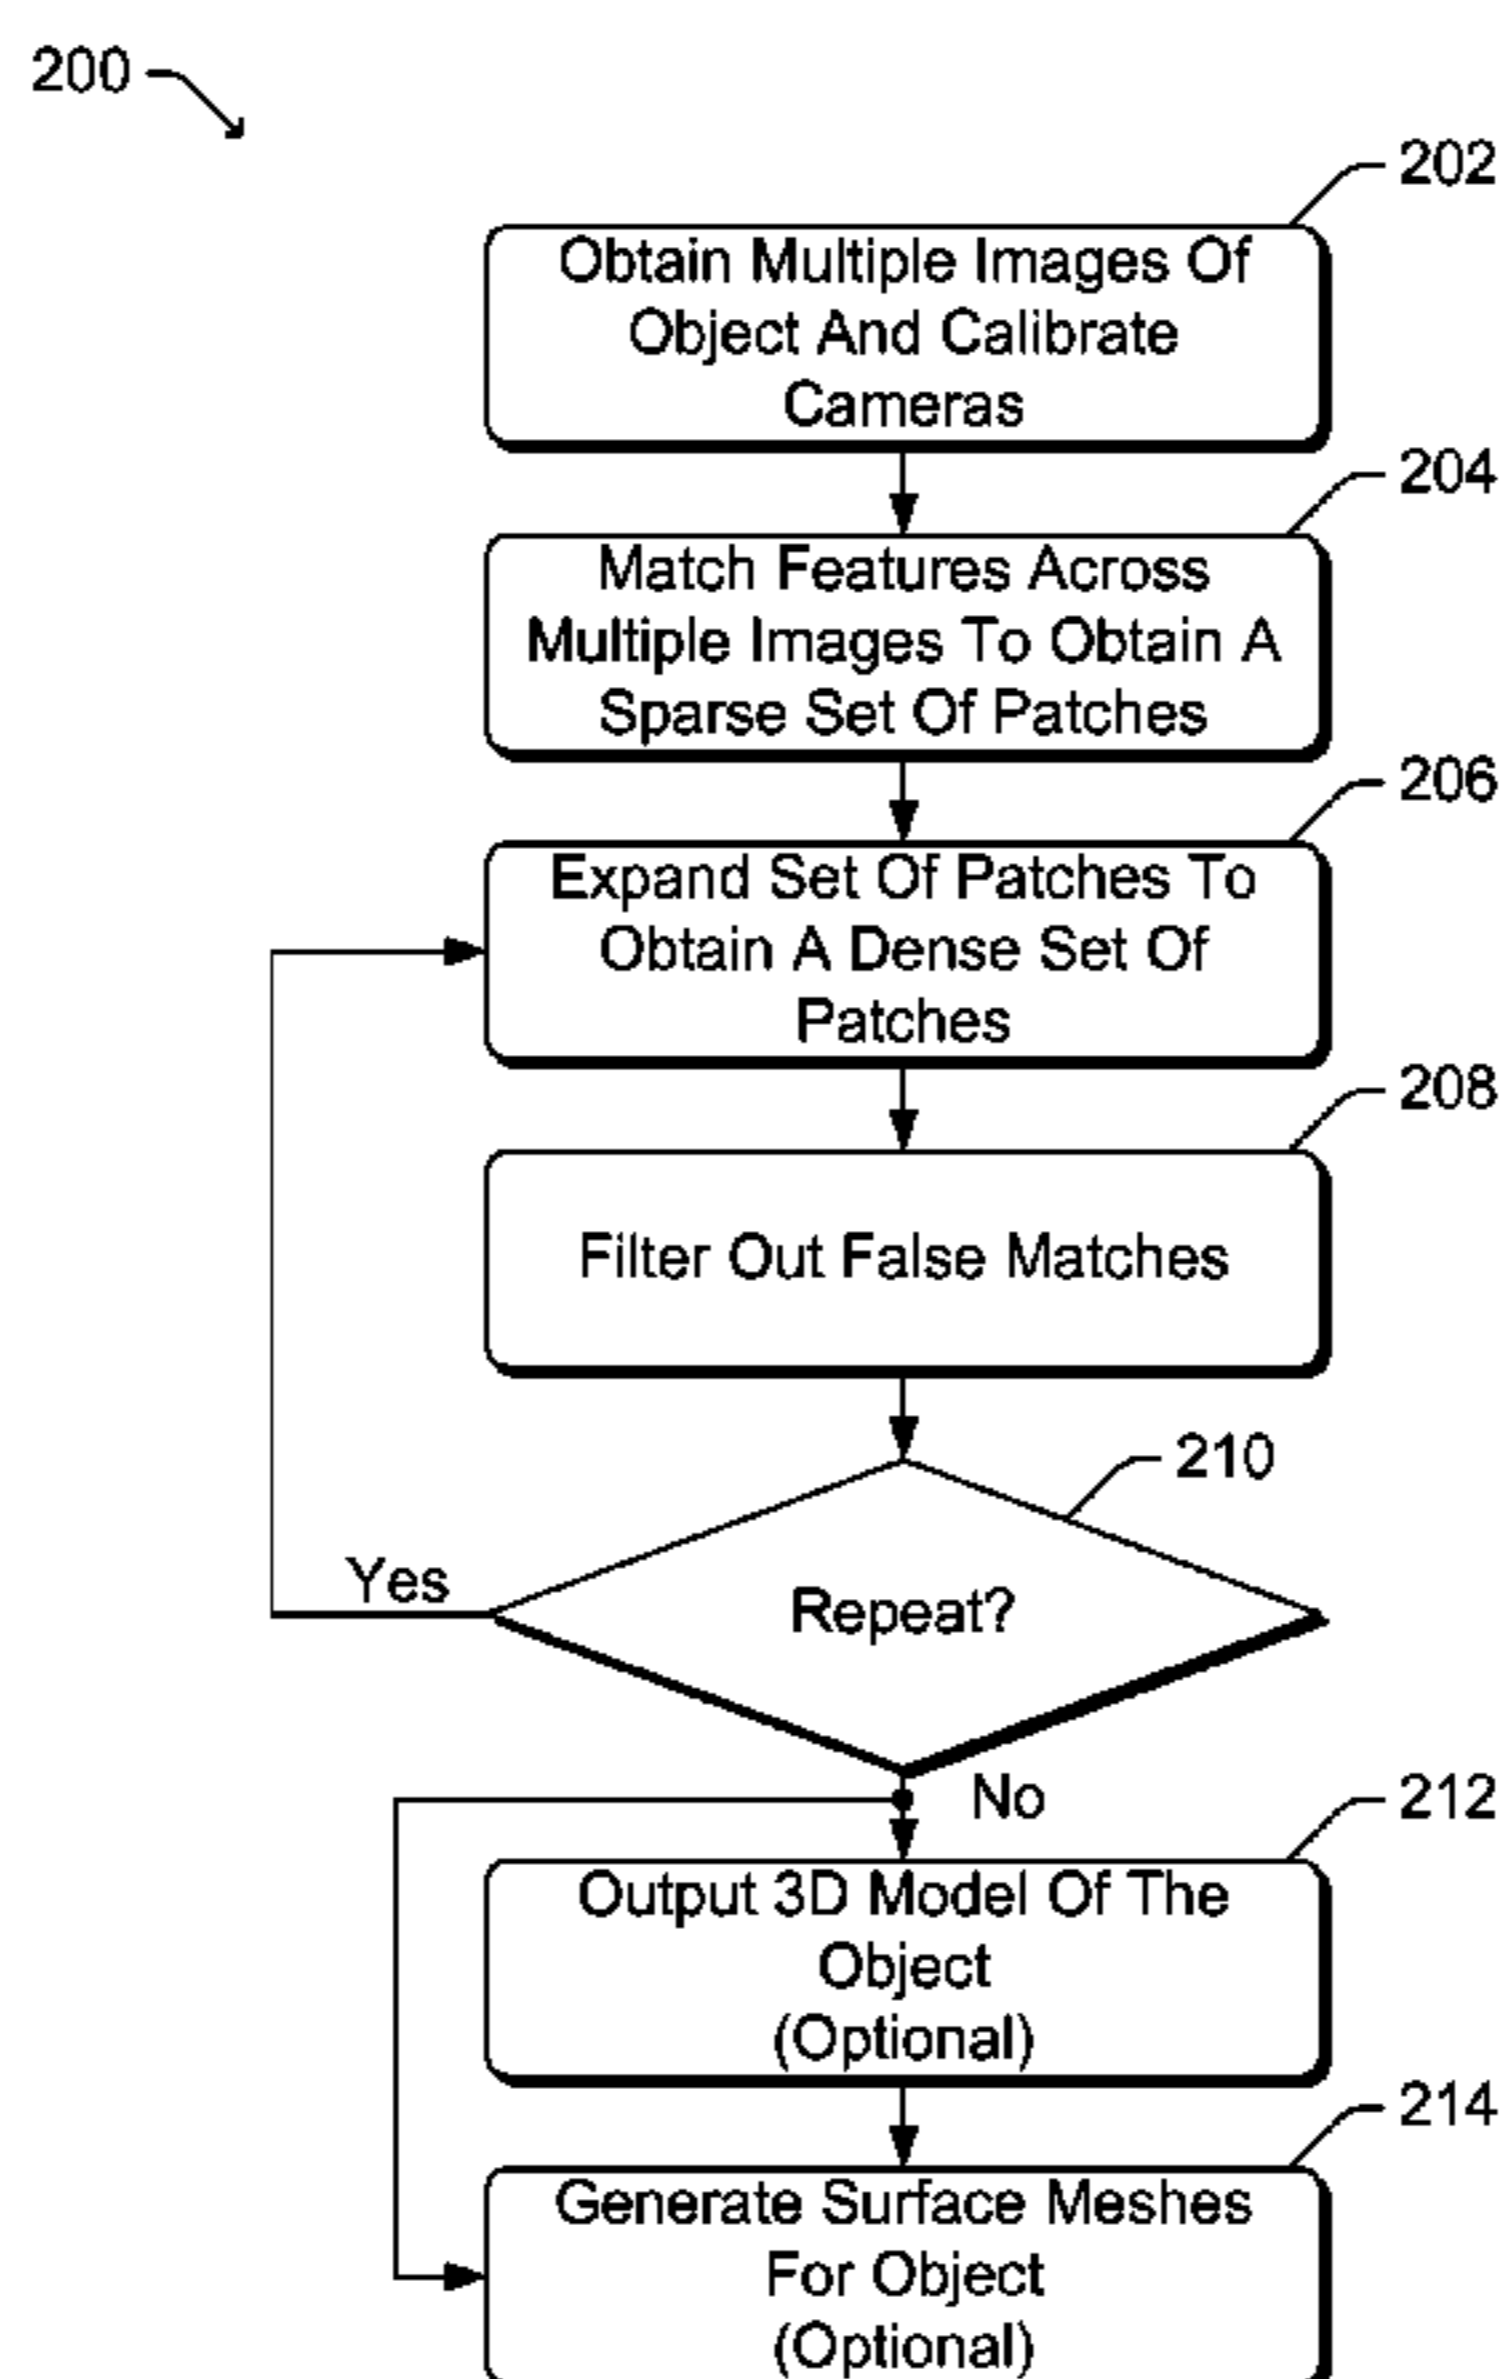 200
202
Obtain Multiple Images Of
Object And Calibrate
Cameras
204
Match Features Across
Multiple Images To Obtain A
Sparse Set Of Patches
206
Expand Set Of Patches To
Obtain A Dense Set Of
Patches
208
Filter Out False Matches
210
Repeat?
Yes
No
212
Output 3D Model Of The
Object
(Optional)
214
Generate Surface Meshes
For Object
(Optional)